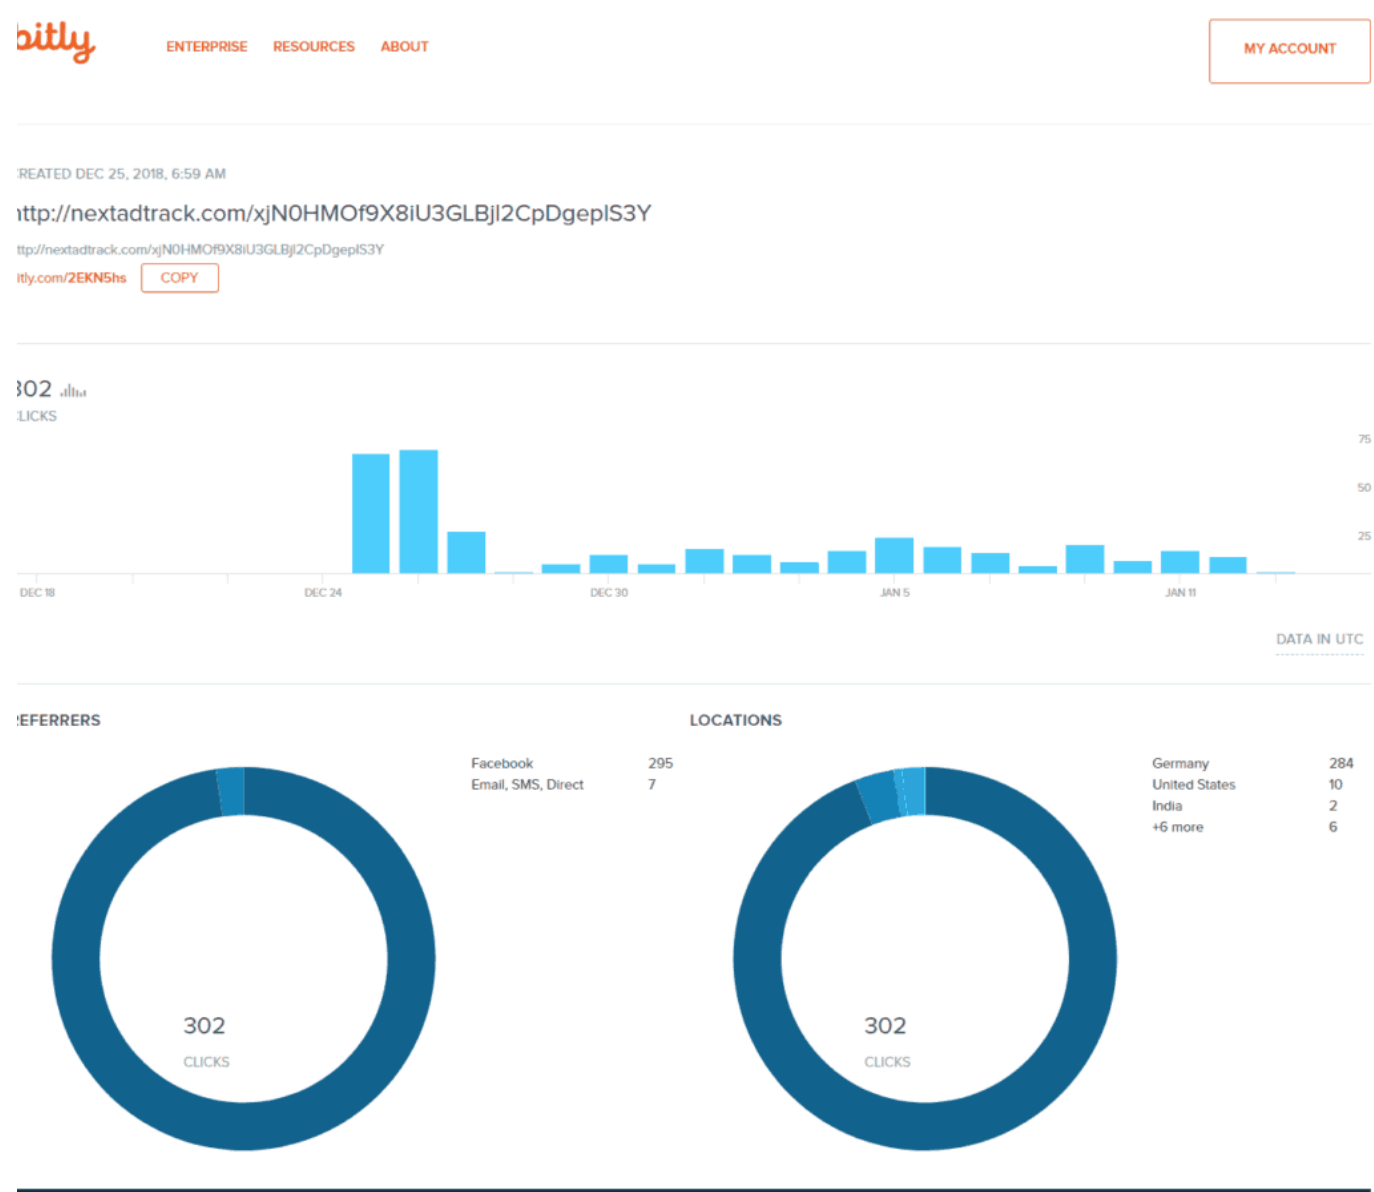 bitly ENTERPRISE RESOURCES ABOUT MY ACCOUNT
REATED DEC 25, 2018, 6:59 AM
ttp://nextadtrack.com/xjN0HMOf9X8iU3GLBjI2CpDgepIS3Y
ttp://nextadtrack.com/xjN0HMOf9X8iU3GLBjI2CpDgepIS3Y
itly.com/2EKN5hs COPY
302
LICKS
75
50
25
DEC 18 DEC 24 DEC 30 JAN 5 JAN 11
DATA IN UTC
EFERRERS
Facebook 295
Email, SMS, Direct 7
302
CLICKS
LOCATIONS
Germany 284
United States 10
India 2
+6 more 6
302
CLICKS